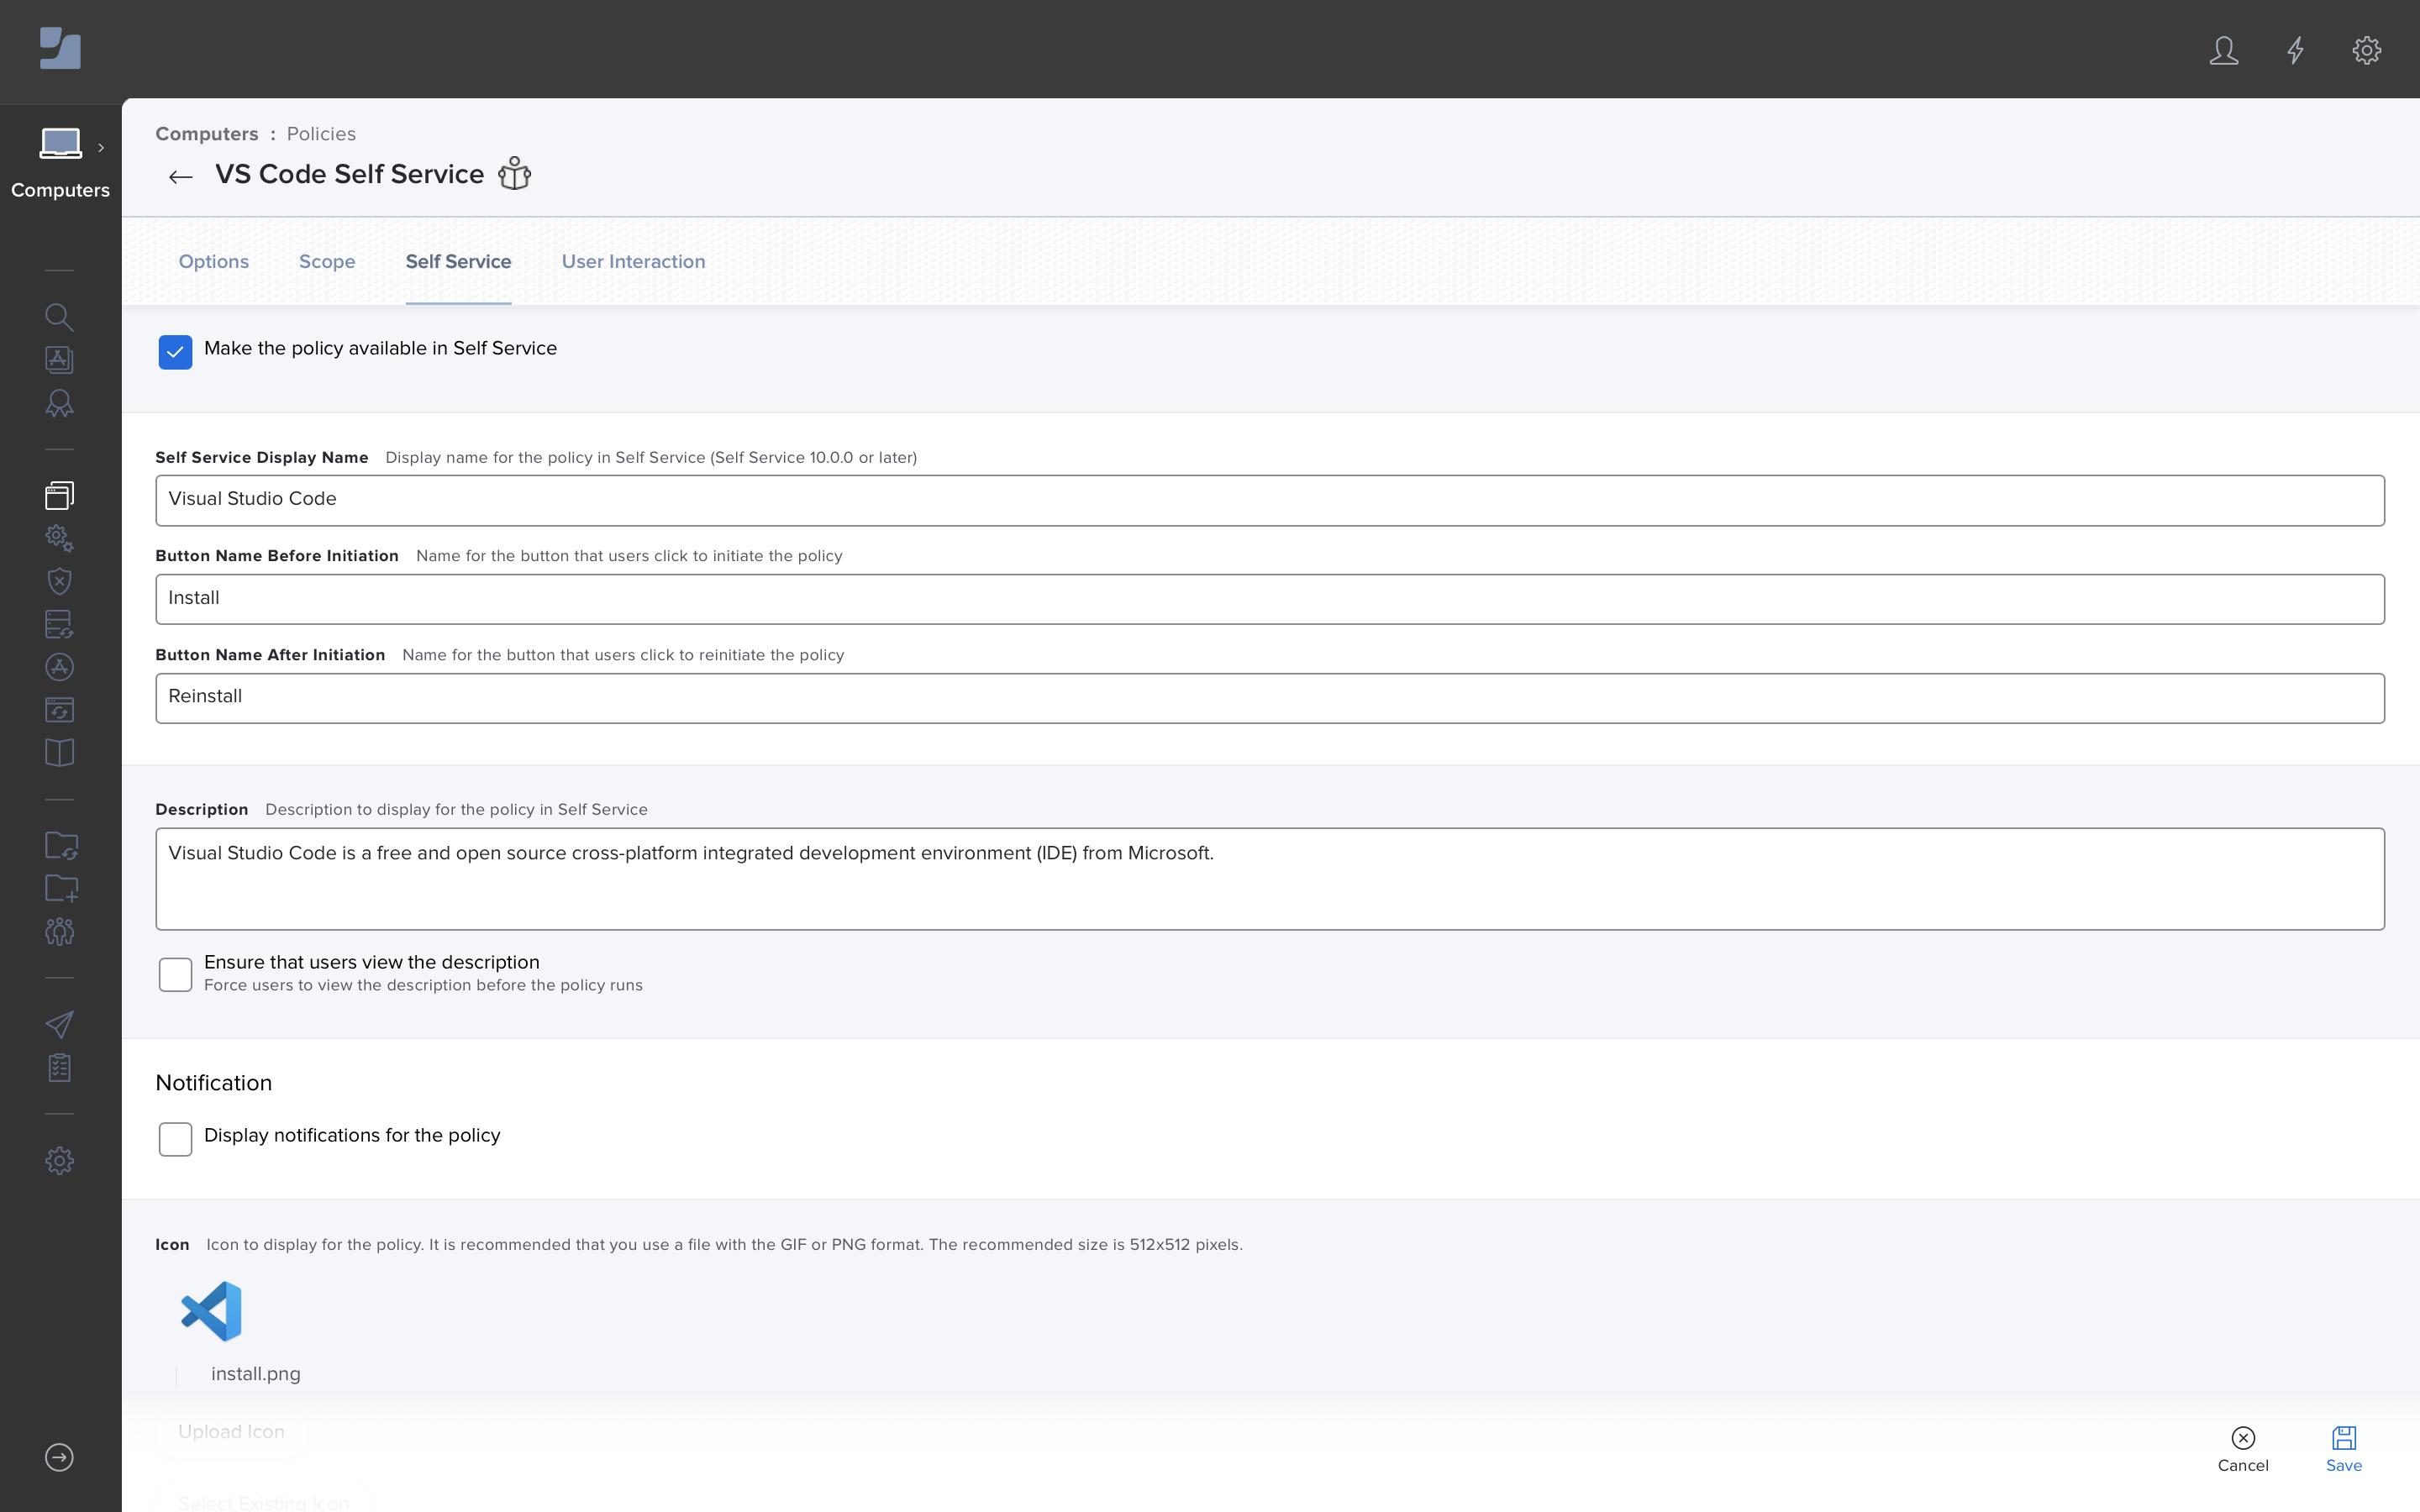 Computers : Policies
VS Code Self Service
Computers
Options Scope Self Service User Interaction
Make the policy available in Self Service
Self Service Display Name Display name for the policy in Self Service (Self Service 10.0.0 or later)
Visual Studio Code
Button Name Before Initiation Name for the button that users click to initiate the policy
Install
Button Name After Initiation Name for the button that users click to reinitiate the policy
Reinstall
Description Description to display for the policy in Self Service
Visual Studio Code is a free and open source cross-platform integrated development environment (IDE) from Microsoft.
Ensure that users view the description
Force users to view the description before the policy runs
Notification
Display notifications for the policy
Icon Icon to display for the policy. It is recommended that you use a file with the GIF or PNG format. The recommended size is 512x512 pixels.
install.png
Upload Icon
Cancel Save
Select Existing Icon